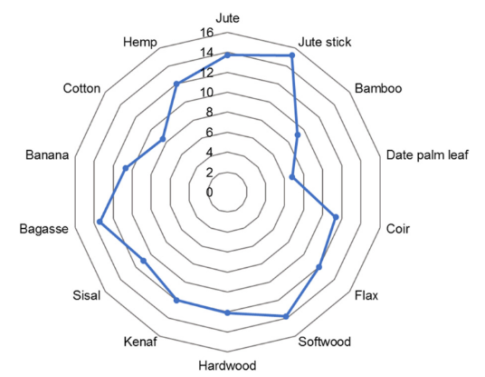 Jute
16
14
12
10
8
6
4
2
0
Jute stick
Bamboo
Date palm leaf
Coir
Flax
Softwood
Hardwood
Kenaf
Sisal
Bagasse
Banana
Cotton
Hemp